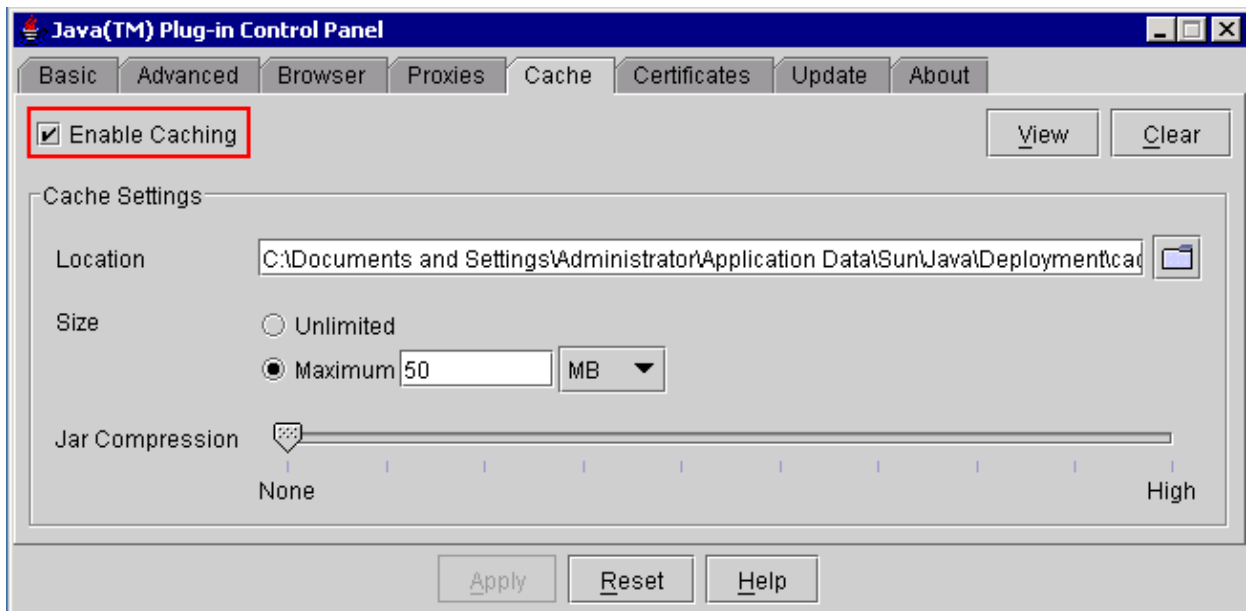 Java(TM) Plug-in Control Panel
Basic Advanced Browser Proxies Cache Certificates Update About
Enable Caching View Clear
Cache Settings
Location C:\Documents and Settings\Administrator\Application Data\Sun\Java\Deployment\cac
Size Unlimited
Maximum 50 MB
Jar Compression
None High
Apply Reset Help